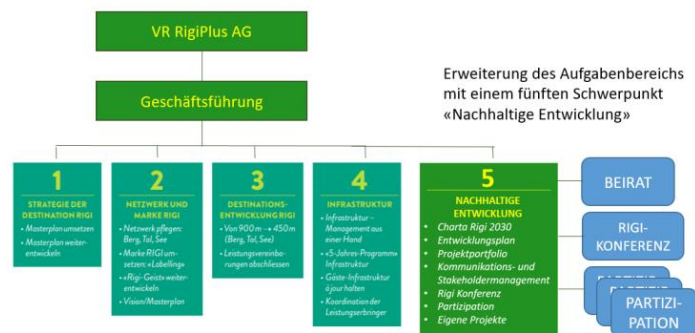 VR RigiPlus AG
Geschäftsführung
Erweiterung des Aufgabenbereichs
mit einem fünften Schwerpunkt
«Nachhaltige Entwicklung»
1
STRATEGIE DER
DESTINATION RIGI
• Masterplan umsetzen
• Masterplan weiter-
entwickeln
2
NETZWERK UND
MARKE RIGI
• Netzwerk pflegen:
Berg, Tal, See
• Marke RIGI um-
setzen: «Labelling»
• «Rigi-Geist» weiter-
entwickeln
• Vision/Masterplan
3
DESTINATIONS-
ENTWICKLUNG RIGI
• Von 900 m → 450 m
(Berg, Tal, See)
• Leistungsvereinba-
rungen abschliessen
4
INFRASTRUKTUR
• Infrastruktur –
Management aus
einer Hand
• «5-Jahres-Programm»
Infrastruktur
• Gäste-Infrastruktur
à jour halten
• Koordination der
Leistungserbringer
5
NACHHALTIGE
ENTWICKLUNG
• Charta Rigi 2030
• Entwicklungsplan
• Projektportfolio
• Kommunikations- und
Stakeholdermanagement
• Rigi Konferenz
• Partizipation
• Eigene Projekte
BEIRAT
RIGI-
KONFERENZ
PARTIZI-
PATION